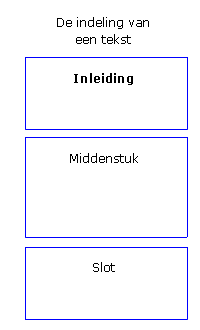 De indeling van
een tekst
Inleiding
Middenstuk
Slot